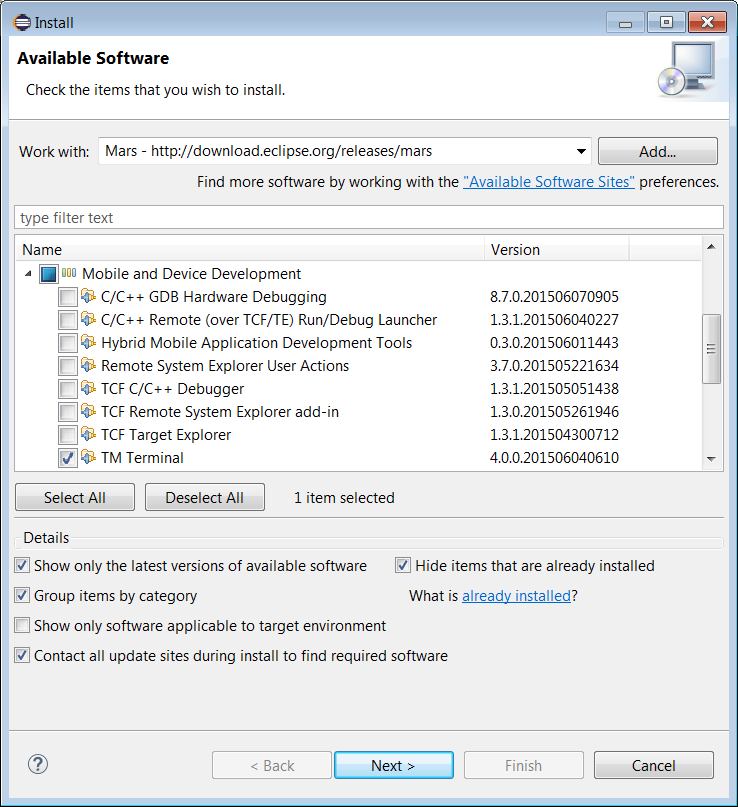 Install
Available Software
Check the items that you wish to install.
Work with: Mars - http://download.eclipse.org/releases/mars Add...
Find more software by working with the "Available Software Sites" preferences.
type filter text
Name Version
Mobile and Device Development
C/C++ GDB Hardware Debugging 8.7.0.201506070905
C/C++ Remote (over TCF/TE) Run/Debug Launcher 1.3.1.201506040227
Hybrid Mobile Application Development Tools 0.3.0.201506011443
Remote System Explorer User Actions 3.7.0.201505221634
TCF C/C++ Debugger 1.3.1.201505051438
TCF Remote System Explorer add-in 1.3.0.201505261946
TCF Target Explorer 1.3.1.201504300712
TM Terminal 4.0.0.201506040610
Select All Deselect All 1 item selected
Details
Show only the latest versions of available software Hide items that are already installed
Group items by category What is already installed?
Show only software applicable to target environment
Contact all update sites during install to find required software
? < Back Next > Finish Cancel